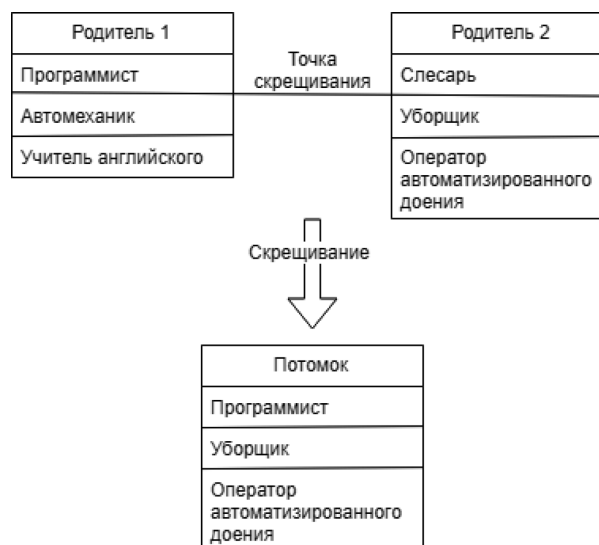 Родитель 1
Программист
Автомеханик
Учитель английского
Точка
скрещивания
Родитель 2
Слесарь
Уборщик
Оператор
автоматизированного
доения
Скрещивание
Потомок
Программист
Уборщик
Оператор
автоматизированного
доения